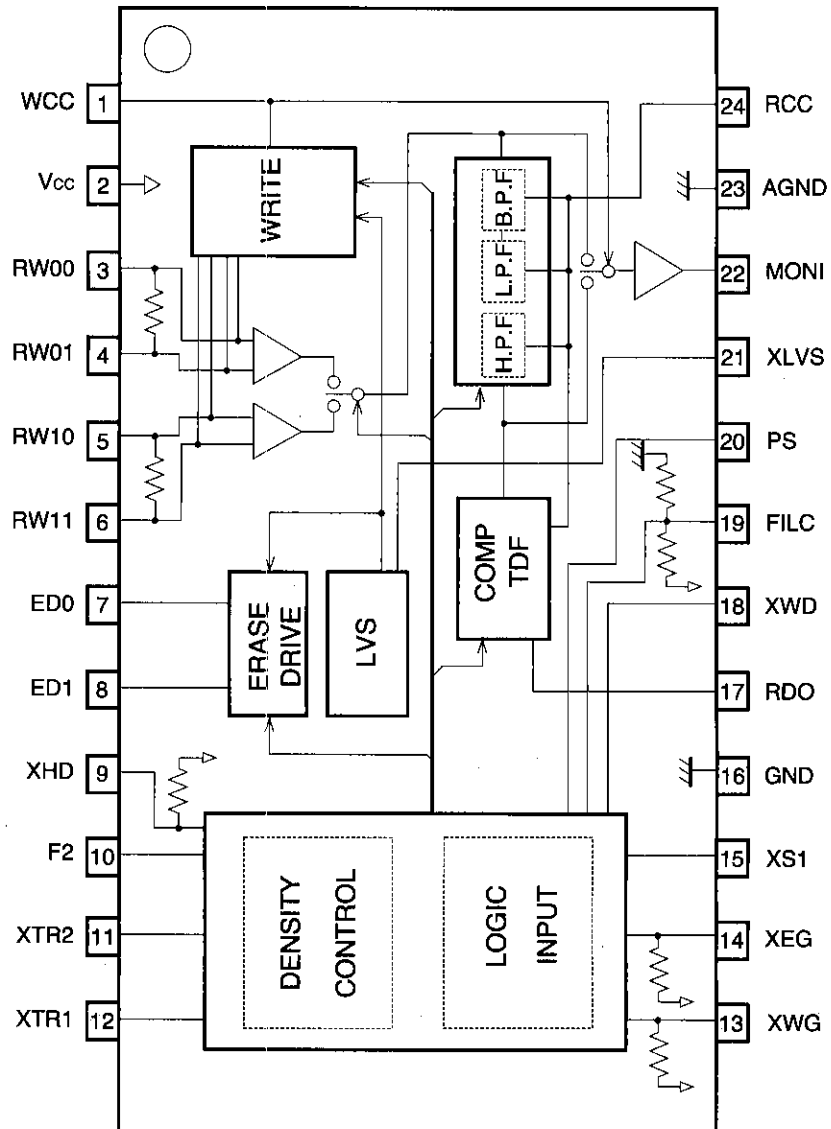 WCC 1
Vcc 2
RW00 3
RW01 4
RW10 5
RW11 6
ED0 7
ED1 8
XHD 9
F2 10
XTR2 11
XTR1 12
24 RCC
23 AGND
22 MONI
21 XLVS
20 PS
19 FILC
18 XWD
17 RDO
16 GND
15 XS1
14 XEG
13 XWG
WRITE
B.P.F
L.P.F
H.P.F
COMP
TDF
ERASE
DRIVE
LVS
DENSITY
CONTROL
LOGIC
INPUT